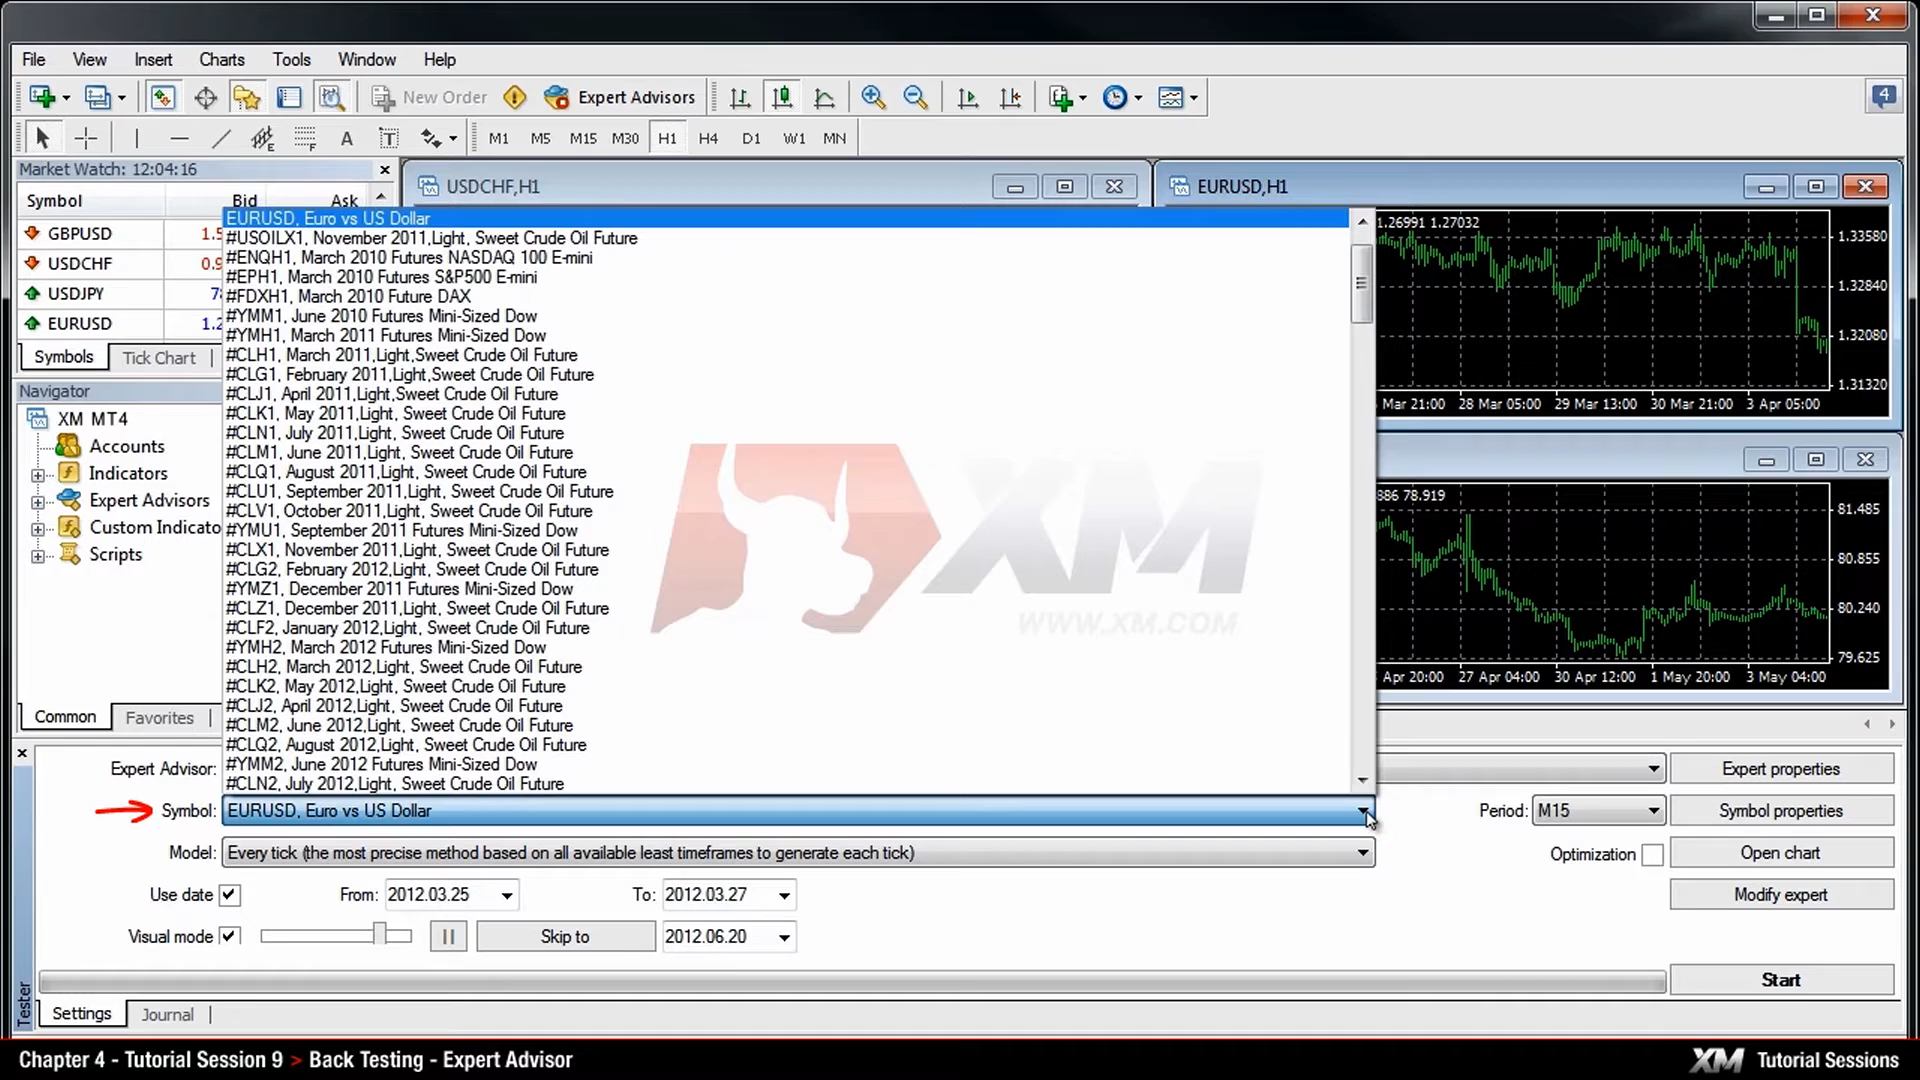 File View Insert Charts Tools Window Help
New Order Expert Advisors 4
A T M1 M5 M15 M30 H1 H4 D1 W1 MN
Market Watch: 12:04:16
Symbol Bid Ask
GBPUSD 1.5
USDCHF 0.9
USDJPY 78
EURUSD 1.2
Symbols Tick Chart
Navigator
XM MT4
Accounts
Indicators
Expert Advisors
Custom Indicato
Scripts
Common Favorites
USDCHF,H1
EURUSD, Euro vs US Dollar
#USOILX1, November 2011,Light, Sweet Crude Oil Future
#ENQH1, March 2010 Futures NASDAQ 100 E-mini
#EPH1, March 2010 Futures S&P500 E-mini
#FDXH1, March 2010 Future DAX
#YMM1, June 2010 Futures Mini-Sized Dow
#YMH1, March 2011 Futures Mini-Sized Dow
#CLH1, March 2011,Light,Sweet Crude Oil Future
#CLG1, February 2011,Light,Sweet Crude Oil Future
#CLJ1, April 2011,Light,Sweet Crude Oil Future
#CLK1, May 2011,Light, Sweet Crude Oil Future
#CLN1, July 2011,Light, Sweet Crude Oil Future
#CLM1, June 2011,Light, Sweet Crude Oil Future
#CLQ1, August 2011,Light, Sweet Crude Oil Future
#CLU1, September 2011,Light, Sweet Crude Oil Future
#CLV1, October 2011,Light, Sweet Crude Oil Future
#YMU1, September 2011 Futures Mini-Sized Dow
#CLX1, November 2011,Light, Sweet Crude Oil Future
#CLG2, February 2012,Light, Sweet Crude Oil Future
#YMZ1, December 2011 Futures Mini-Sized Dow
#CLZ1, December 2011,Light, Sweet Crude Oil Future
#CLF2, January 2012,Light, Sweet Crude Oil Future
#YMH2, March 2012 Futures Mini-Sized Dow
#CLH2, March 2012,Light, Sweet Crude Oil Future
#CLK2, May 2012,Light, Sweet Crude Oil Future
#CLJ2, April 2012,Light, Sweet Crude Oil Future
#CLM2, June 2012,Light, Sweet Crude Oil Future
#CLQ2, August 2012,Light, Sweet Crude Oil Future
#YMM2, June 2012 Futures Mini-Sized Dow
#CLN2, July 2012,Light, Sweet Crude Oil Future
XM
WWW.XM.COM
EURUSD,H1
1.26991 1.27032
1.33580
1.32840
1.32080
1.31320
Mar 21:00 28 Mar 05:00 29 Mar 13:00 30 Mar 21:00 3 Apr 05:00
886 78.919
81.485
80.855
80.240
79.625
Apr 20:00 27 Apr 04:00 30 Apr 12:00 1 May 20:00 3 May 04:00
Expert Advisor: Expert properties
Symbol: EURUSD, Euro vs US Dollar Period: M15 Symbol properties
Model: Every tick (the most precise method based on all available least timeframes to generate each tick) Optimization Open chart
Use date From: 2012.03.25 To: 2012.03.27 Modify expert
Visual mode Skip to 2012.06.20
Start
Tester
Settings Journal
Chapter 4 - Tutorial Session 9 > Back Testing - Expert Advisor
XM Tutorial Sessions